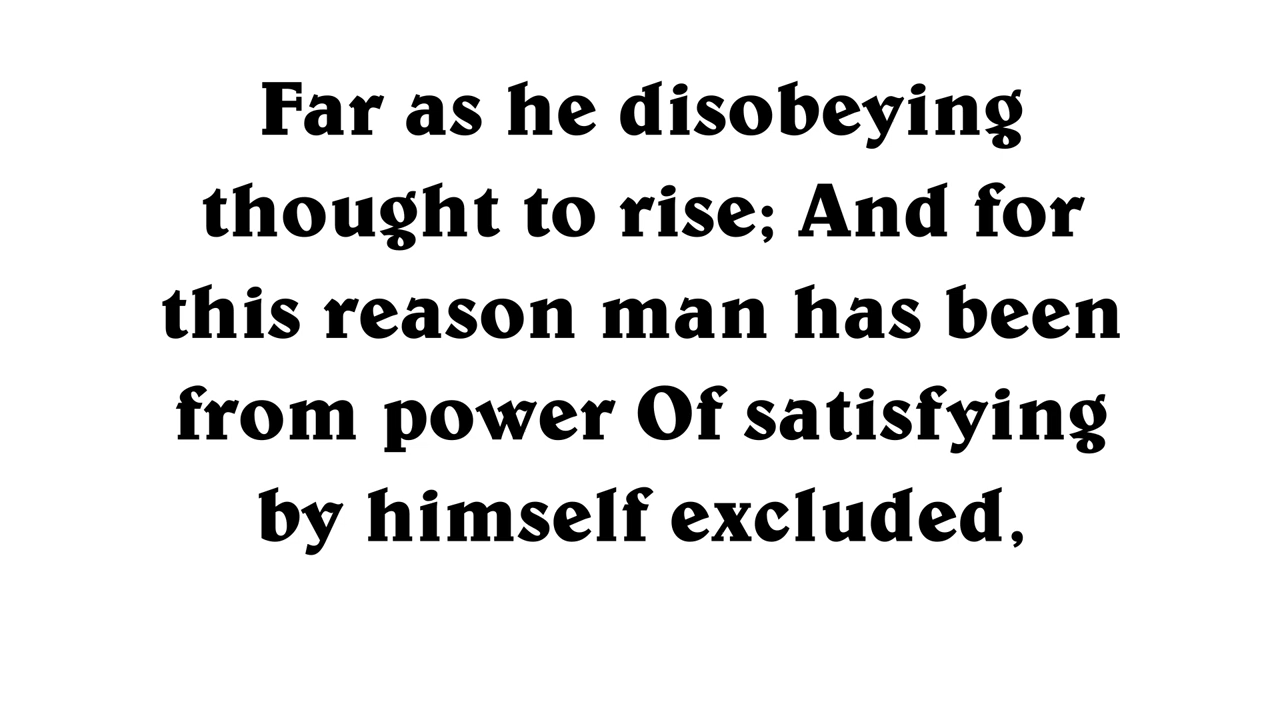 Far as he disobeying
thought to rise; And for
this reason man has been
from power Of satisfying
by himself excluded,